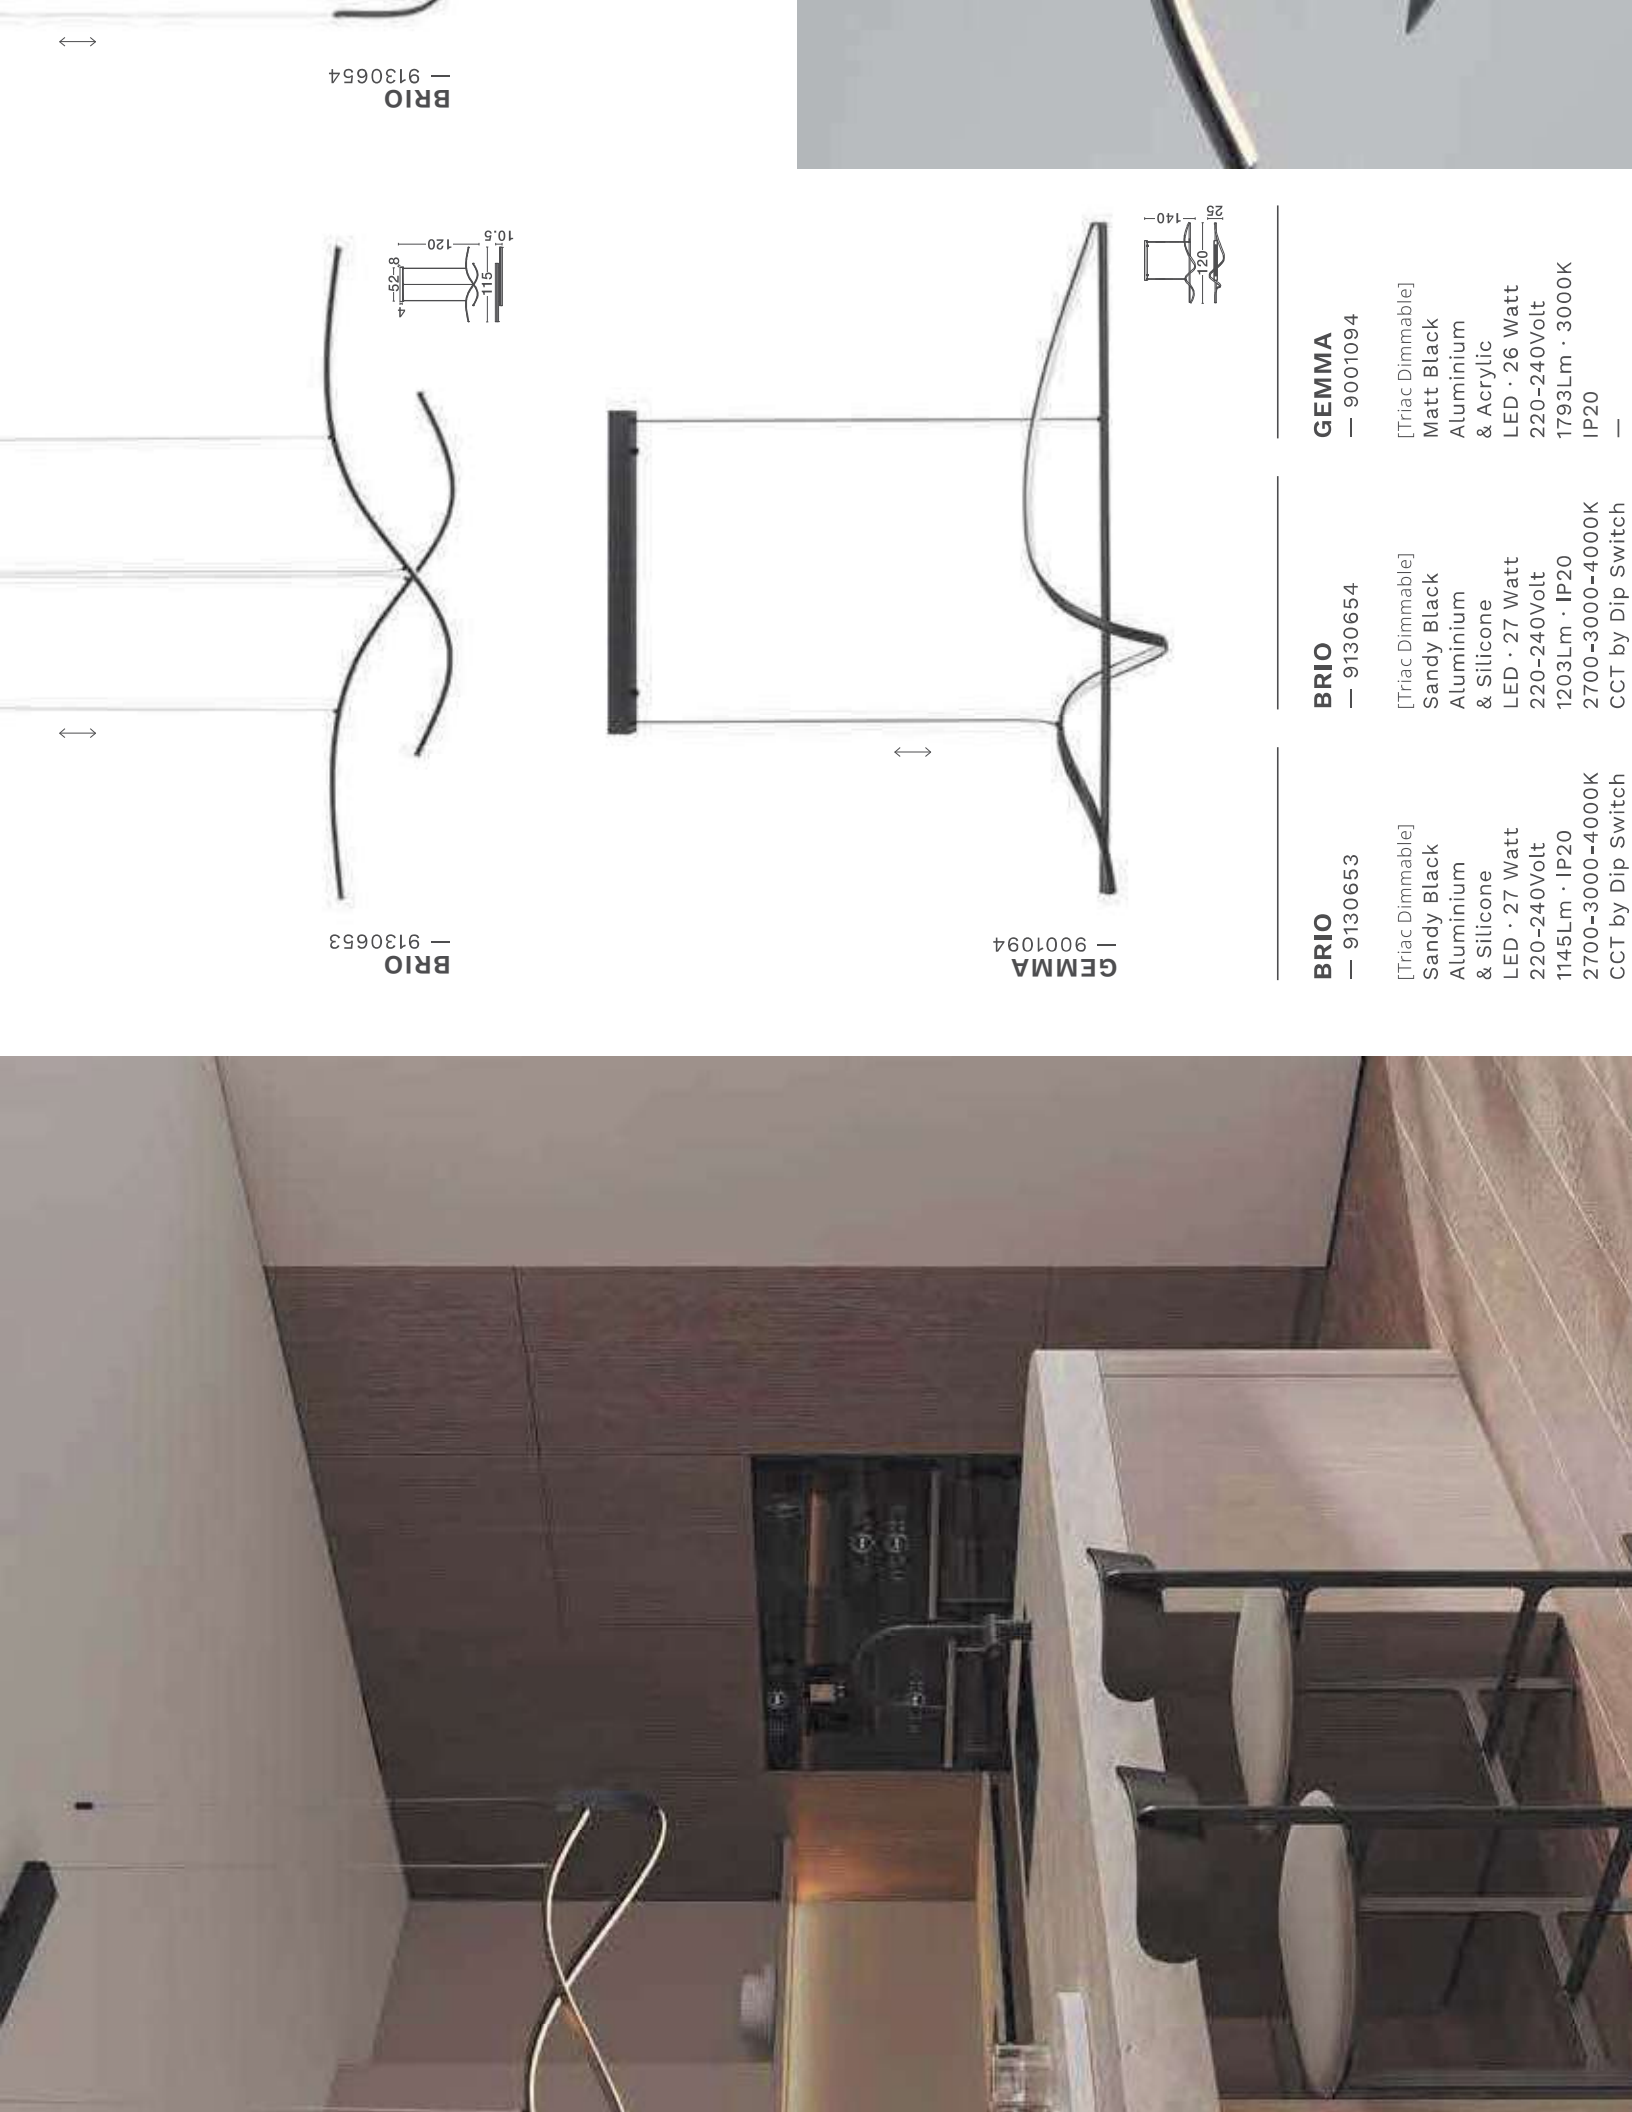 BRIO
— 9130654
BRIO
— 9130653
120
10.5
52
8
115
4
GEMMA
— 9001094
140
25
120
BRIO
— 9130653
[Triac Dimmable]
Sandy Black
Aluminium
& Silicone
LED · 27 Watt
220-240Volt
1145Lm · IP20
2700-3000-4000K
CCT by Dip Switch
BRIO
— 9130654
[Triac Dimmable]
Sandy Black
Aluminium
& Silicone
LED · 27 Watt
220-240Volt
1203Lm · IP20
2700-3000-4000K
CCT by Dip Switch
GEMMA
— 9001094
[Triac Dimmable]
Matt Black
Aluminium
& Acrylic
LED · 26 Watt
220-240Volt
1793Lm · 3000K
IP20
—